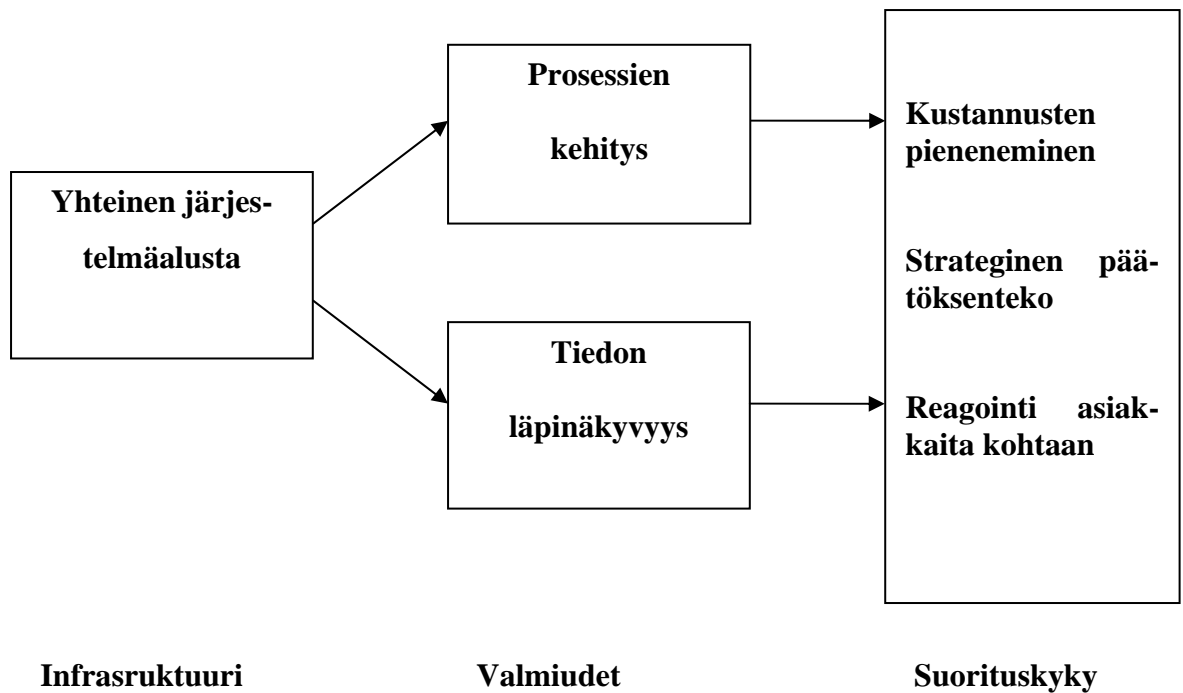 Yhteinen järjes-
telmäalusta
Prosessien
kehitys
Tiedon
läpinäkyvyys
Kustannusten
pieneneminen
Strateginen pää-
töksenteko
Reagointi asiak-
kaita kohtaan
Infrasruktuuri
Valmiudet
Suorituskyky